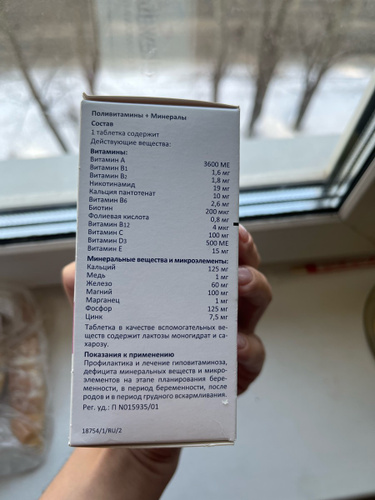 Поливитамины + Минералы
Состав
1 таблетка содержит
Действующие вещества:
Витамины:
Витамин A 3600 МЕ
Витамин B1 1,6 мг
Витамин B2 1,8 мг
Никотинамид 19 мг
Кальция пантотенат 10 мг
Витамин B6 2,6 мг
Биотин 200 мкг
Фолиевая кислота 0,8 мг
Витамин B12 4 мкг
Витамин C 100 мг
Витамин D3 500 МЕ
Витамин E 15 мг
Минеральные вещества и микроэлементы:
Кальций 125 мг
Медь 1 мг
Железо 60 мг
Магний 100 мг
Марганец 1 мг
Фосфор 125 мг
Цинк 7,5 мг
Таблетка в качестве вспомогательных ве-
ществ содержит лактозы моногидрат и са-
харозу.
Показания к применению
Профилактика и лечение гиповитаминоза,
дефицита минеральных веществ и микро-
элементов на этапе планирования бере-
менности, в период беременности, после
родов и в период грудного вскармливания.
Рег. уд.: П N015935/01
18754/1/RU/2